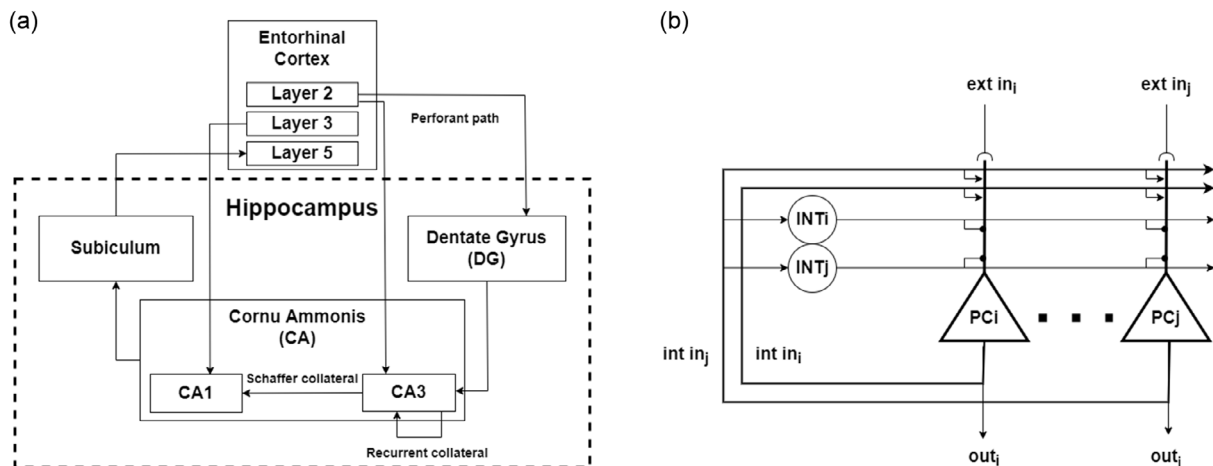 (a)
Entorhinal
Cortex
Layer 2
Layer 3
Layer 5
Perforant path
Hippocampus
Subiculum
Dentate Gyrus
(DG)
Cornu Ammonis
(CA)
Schaffer collateral
CA1
CA3
Recurrent collateral
(b)
ext inᵢ
ext inⱼ
INTi
INTj
PCi
PCj
int inⱼ
int inᵢ
outᵢ
outᵢ